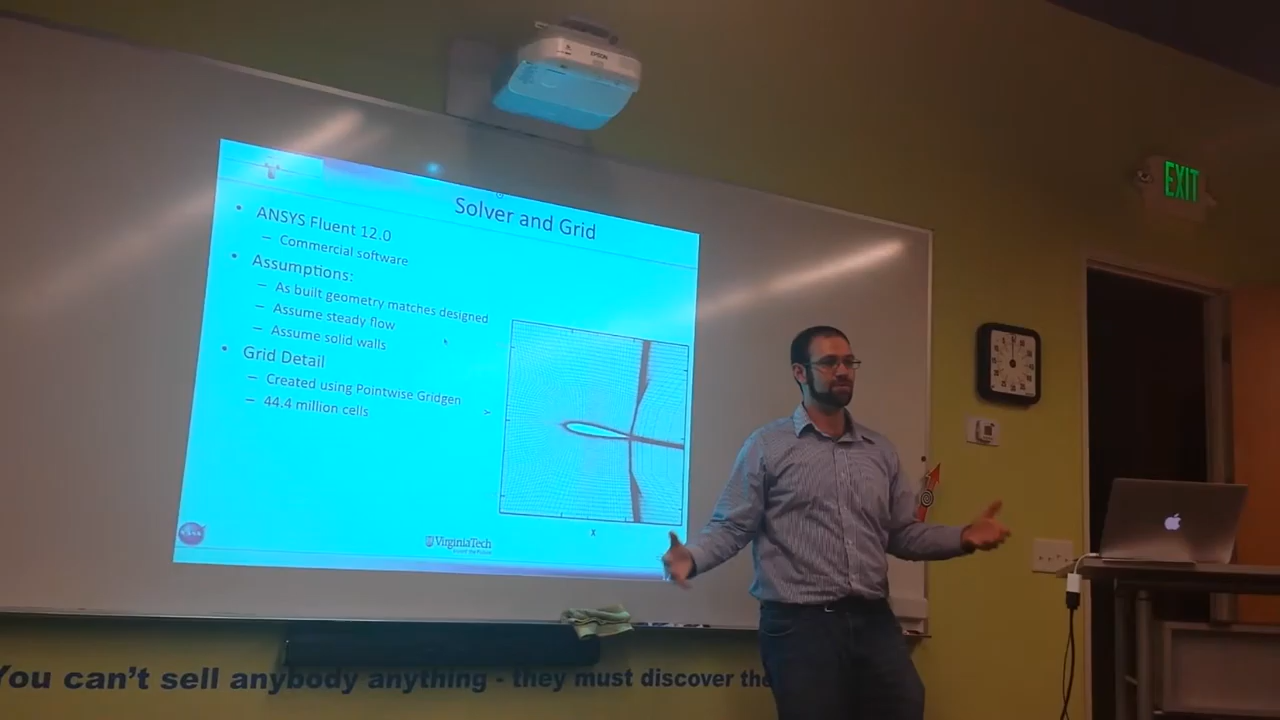 EPSON
EXIT
Solver and Grid
• ANSYS Fluent 12.0
– Commercial software
• Assumptions:
– As built geometry matches designed
– Assume steady flow
– Assume solid walls
• Grid Detail
– Created using Pointwise Gridgen
– 44.4 million cells
X
VirginiaTech
You can't sell anybody anything - they must discover the